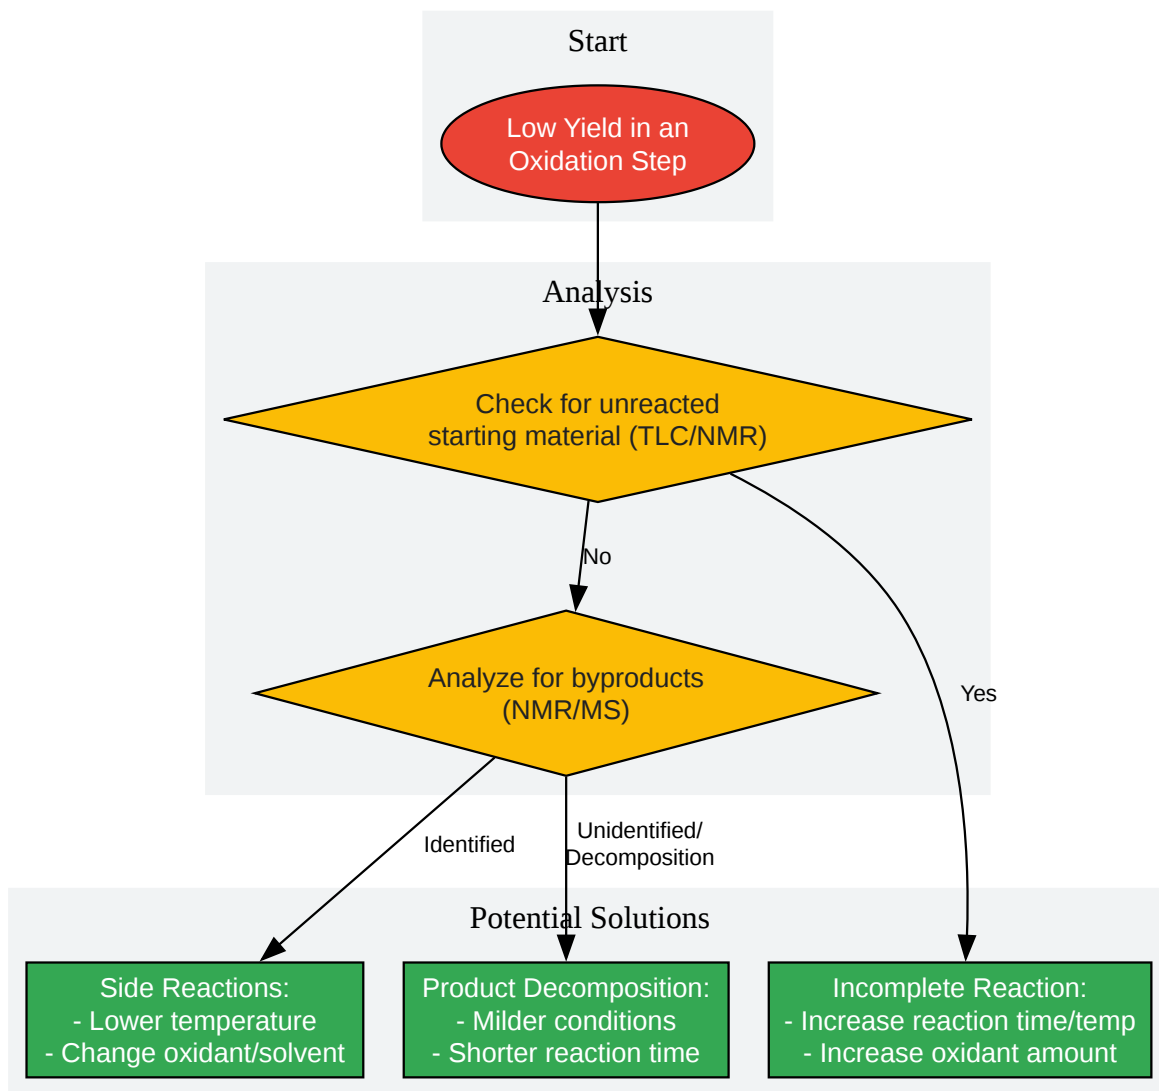 Start
Low Yield in an
Oxidation Step
Analysis
Check for unreacted
starting material (TLC/NMR)
No
Analyze for byproducts
(NMR/MS)
Yes
Identified
Unidentified/
Decomposition
Potential Solutions
Side Reactions:
- Lower temperature
- Change oxidant/solvent
Product Decomposition:
- Milder conditions
- Shorter reaction time
Incomplete Reaction:
- Increase reaction time/temp
- Increase oxidant amount